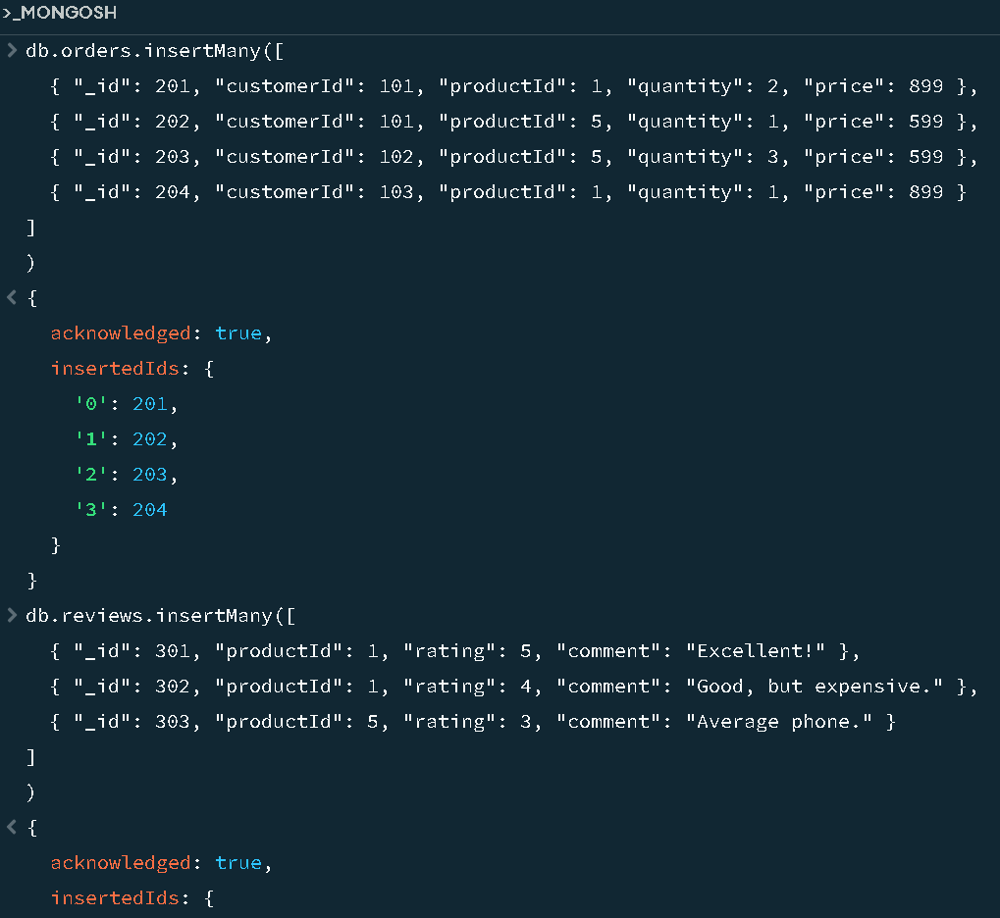 >_MONGOSH
> db.orders.insertMany([
{ "_id": 201, "customerId": 101, "productId": 1, "quantity": 2, "price": 899 },
{ "_id": 202, "customerId": 101, "productId": 5, "quantity": 1, "price": 599 },
{ "_id": 203, "customerId": 102, "productId": 5, "quantity": 3, "price": 599 },
{ "_id": 204, "customerId": 103, "productId": 1, "quantity": 1, "price": 899 }
]
)
< {
acknowledged: true,
insertedIds: {
'0': 201,
'1': 202,
'2': 203,
'3': 204
}
}
> db.reviews.insertMany([
{ "_id": 301, "productId": 1, "rating": 5, "comment": "Excellent!" },
{ "_id": 302, "productId": 1, "rating": 4, "comment": "Good, but expensive." },
{ "_id": 303, "productId": 5, "rating": 3, "comment": "Average phone." }
]
)
< {
acknowledged: true,
insertedIds: {